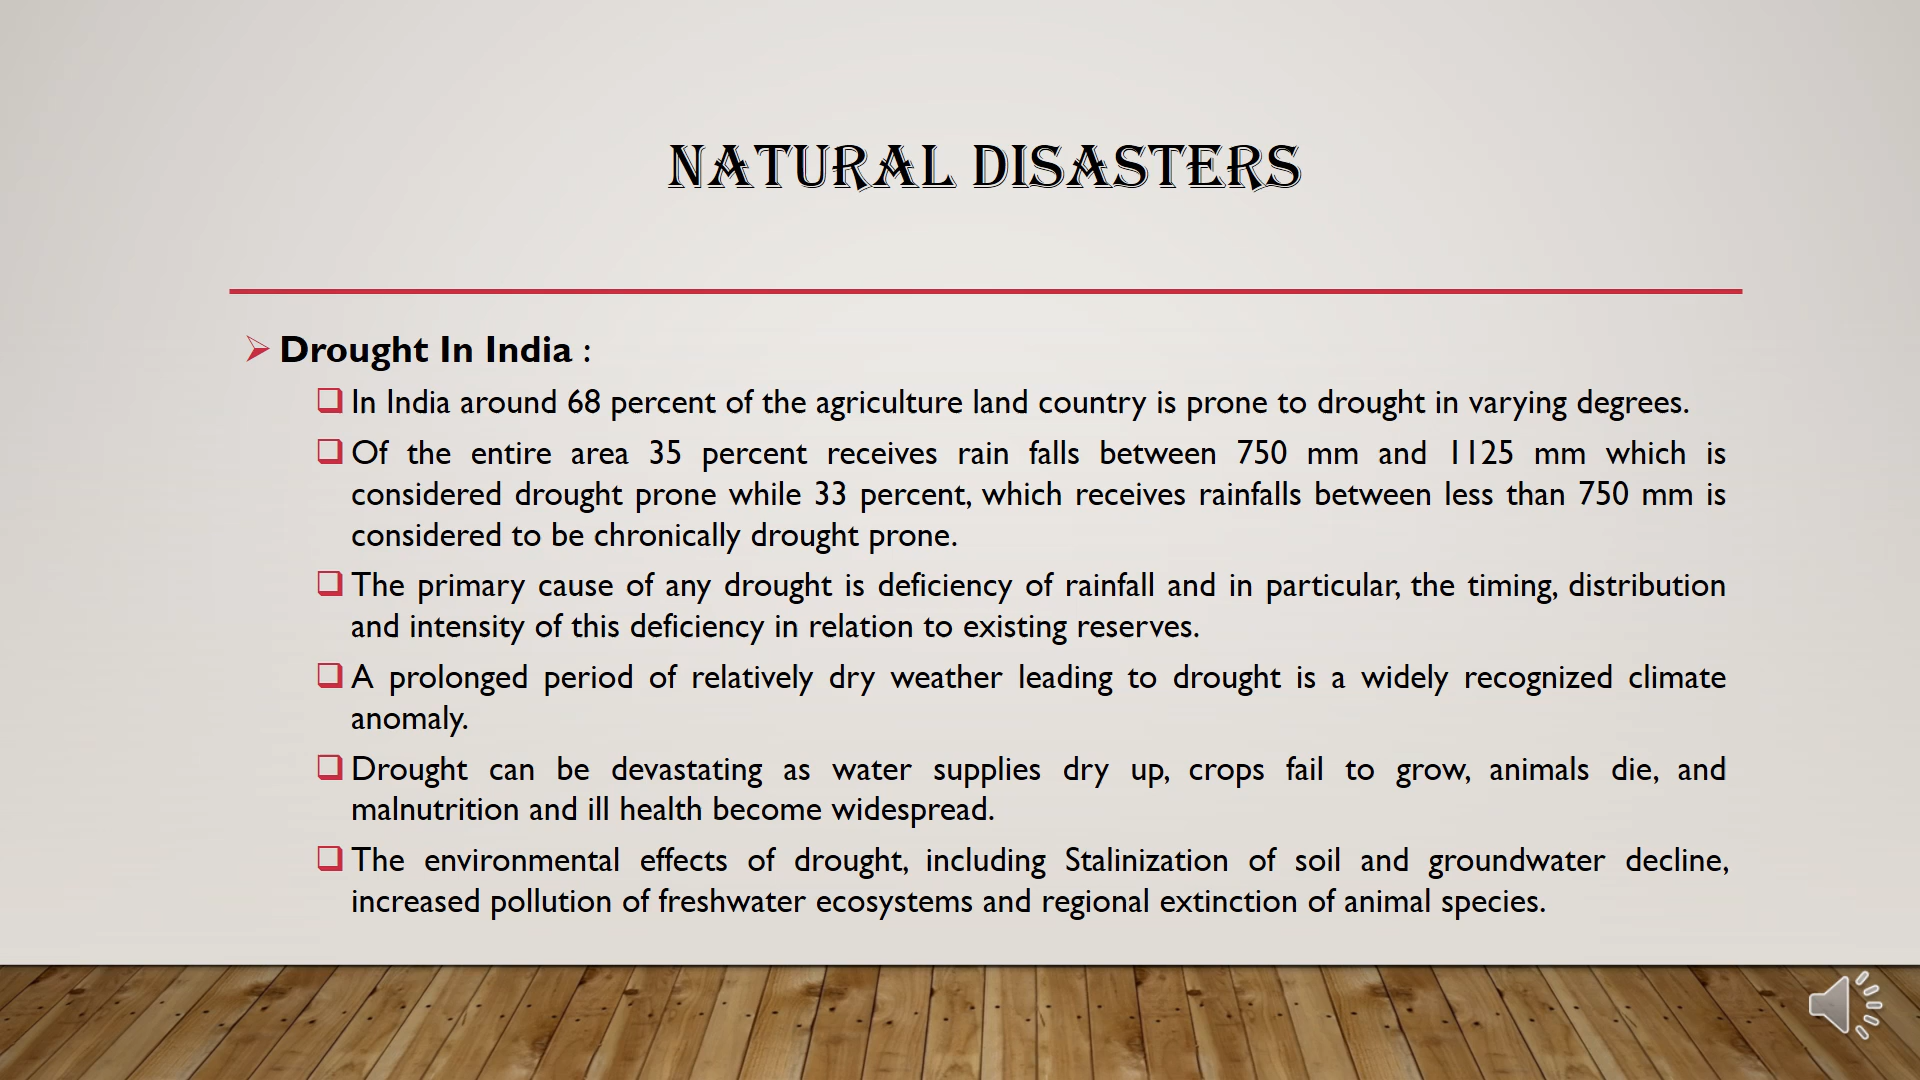 NATURAL DISASTERS
Drought In India :
In India around 68 percent of the agriculture land country is prone to drought in varying degrees.
Of the entire area 35 percent receives rain falls between 750 mm and 1125 mm which is
considered drought prone while 33 percent, which receives rainfalls between less than 750 mm is
considered to be chronically drought prone.
The primary cause of any drought is deficiency of rainfall and in particular, the timing, distribution
and intensity of this deficiency in relation to existing reserves.
A prolonged period of relatively dry weather leading to drought is a widely recognized climate
anomaly.
Drought can be devastating as water supplies dry up, crops fail to grow, animals die, and
malnutrition and ill health become widespread.
The environmental effects of drought, including Stalinization of soil and groundwater decline,
increased pollution of freshwater ecosystems and regional extinction of animal species.